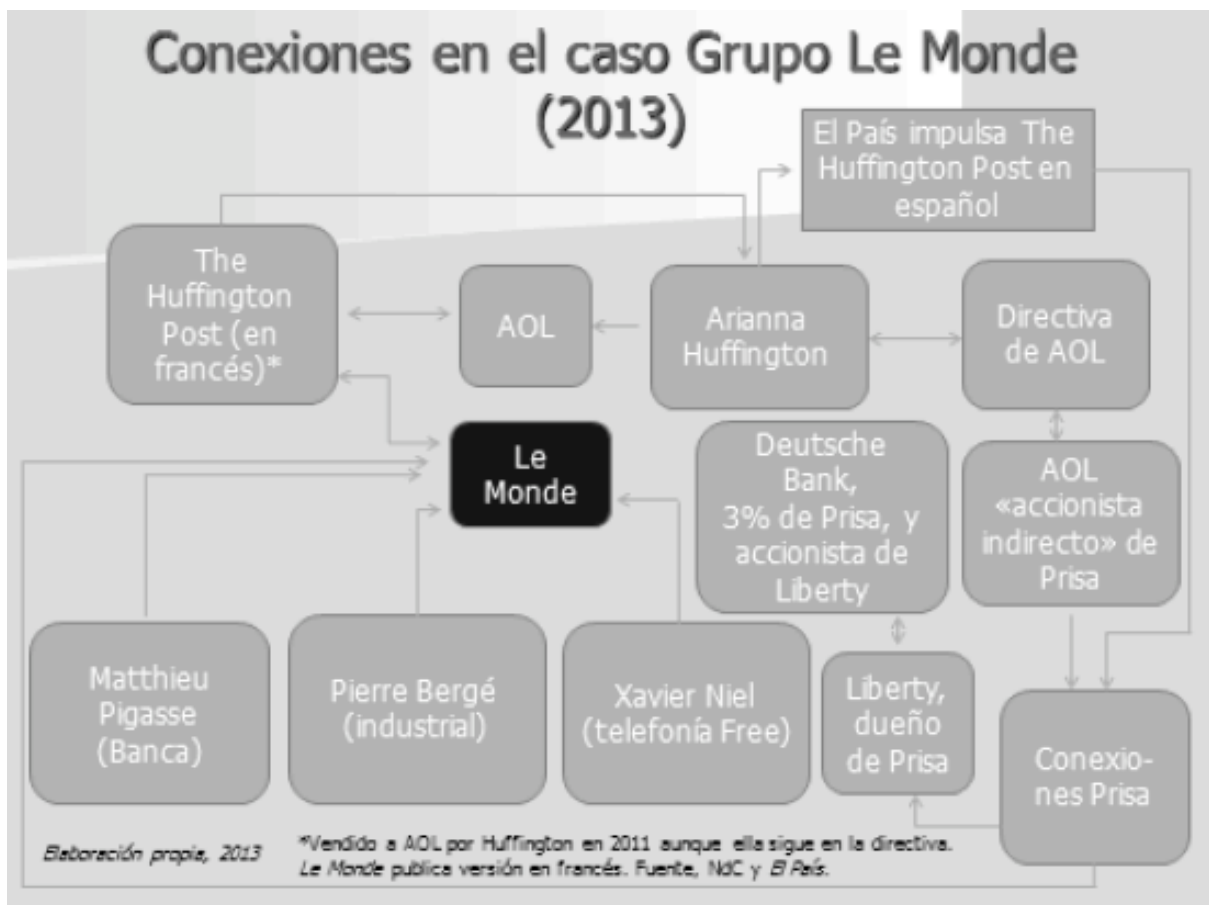 Conexiones en el caso Grupo Le Monde
(2013)
El País impulsa The
Huffington Post en
español
The
Huffington
Post (en
francés)*
AOL
Arianna
Huffington
Directiva
de AOL
Le
Monde
Deutsche
Bank,
3% de Prisa, y
accionista de
Liberty
AOL
«accionista
indirecto» de
Prisa
Matthieu
Pigasse
(Banca)
Pierre Bergé
(industrial)
Xavier Niel
(telefonía Free)
Liberty,
dueño
de Prisa
Conexio-
nes Prisa
Elaboración propia, 2013
*Vendido a AOL por Huffington en 2011 aunque ella sigue en la directiva.
Le Monde publica versión en francés. Fuente, NdC y El País.